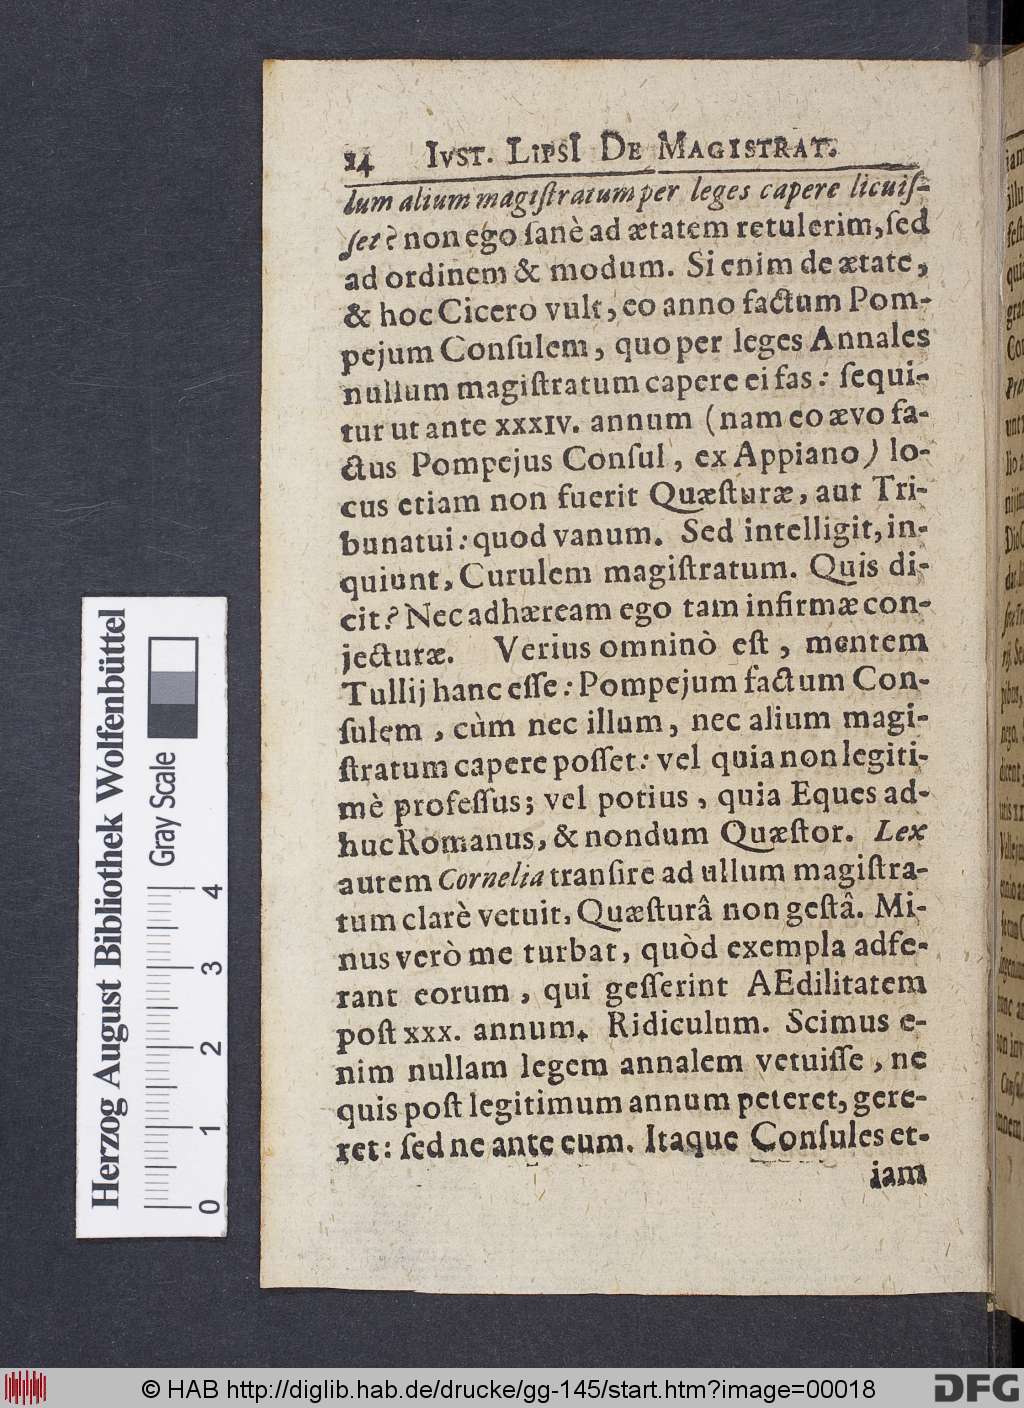 14 IVST. LIPSI DE MAGISTRAT.
lum alium magiſtratum per leges capere licuiſ-
ſet? non ego ſanè ad ætatem retulerim, ſed
ad ordinem & modum. Si enim de ætate,
& hoc Cicero vult, eo anno factum Pom-
pejum Conſulem, quo per leges Annales
nullum magiſtratum capere ei fas: ſequi-
tur ut ante XXXIV. annum (nam eo ævo fa-
ctus Pompejus Conſul, ex Appiano) lo-
cus etiam non fuerit Quæſturæ, aut Tri-
bunatui: quod vanum. Sed intelligit, in-
quiunt, Curulem magiſtratum. Quis di-
cit? Nec adhæream ego tam infirmæ con-
jecturæ. Verius omninò eſt, mentem
Tullij hanc eſſe: Pompejum factum Con-
ſulem, cùm nec illum, nec alium magi-
ſtratum capere poſſet: vel quia non legiti-
mè profeſſus; vel potius, quia Eques ad-
huc Romanus, & nondum Quæſtor. Lex
autem Cornelia tranſire ad ullum magiſtra-
tum clarè vetuit, Quæſturâ non geſtâ. Mi-
nus verò me turbat, quòd exempla adfe-
rant eorum, qui geſſerint AEdilitatem
poſt XXX. annum. Ridiculum. Scimus e-
nim nullam legem annalem vetuiſſe, ne
quis poſt legitimum annum peteret, gere-
ret: ſed ne ante eum. Itaque Conſules et-
iam
Herzog August Bibliothek Wolfenbüttel
Gray Scale
0 1 2 3 4
© HAB http://diglib.hab.de/drucke/gg-145/start.htm?image=00018
DFG